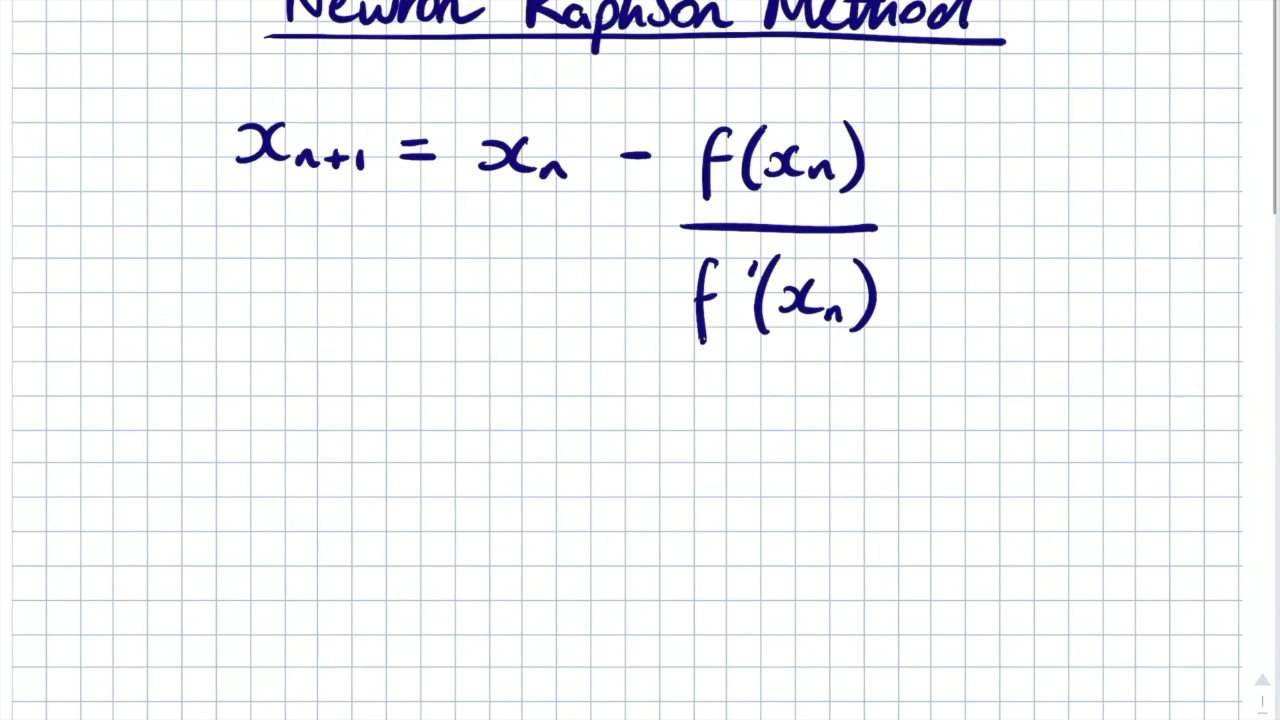 Newton Raphson Method
xₙ₊₁ = xₙ - f(xₙ)
f'(xₙ)